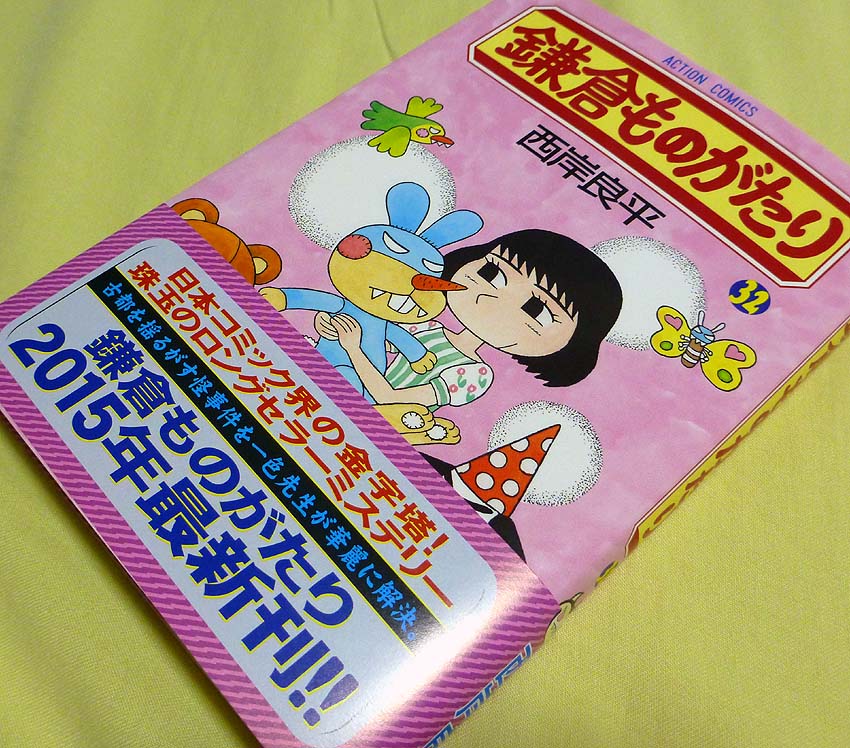 ACTION COMICS
鎌倉ものがたり
西岸良平
32
日本コミック界の金字塔!
珠玉のロングセラーミステリー
古都を揺るがす怪事件を一色先生が華麗に解決。
鎌倉ものがたり
2015年最新刊!!